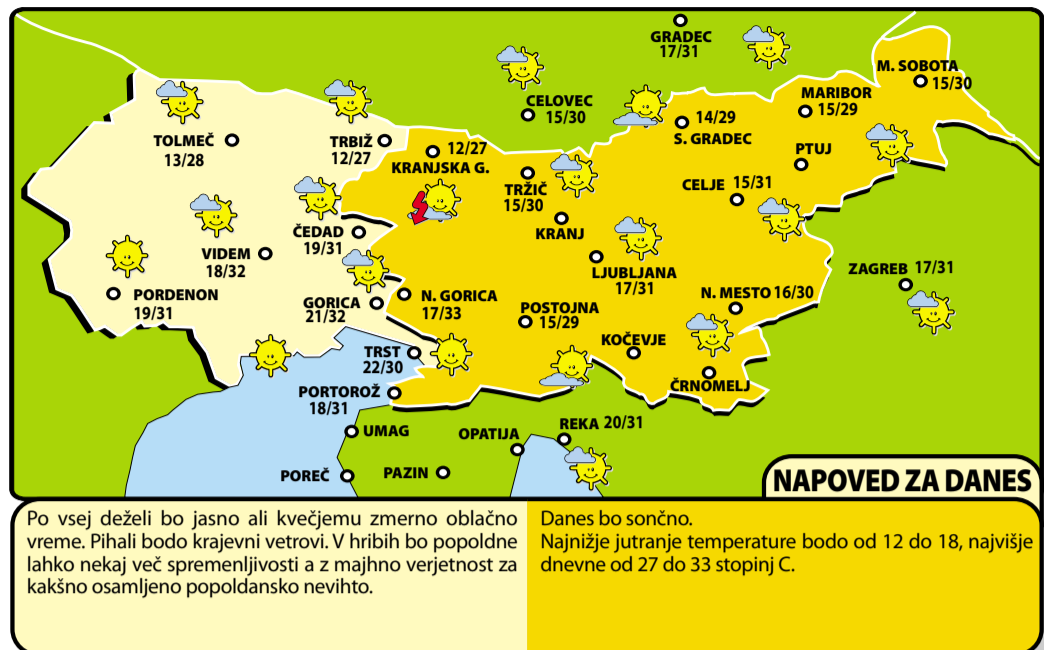 GRADEC
17/31
M. SOBOTA
15/30
CELOVEC
15/30
MARIBOR
15/29
14/29
S. GRADEC
TOLMEČ
13/28
TRBIŽ
12/27
12/27
KRANJSKA G.
PTUJ
TRŽIČ
15/30
CELJE 15/31
KRANJ
ČEDAD
19/31
VIDEM
18/32
LJUBLJANA
17/31
ZAGREB 17/31
PORDENON
19/31
GORICA
21/32
N. GORICA
17/33
POSTOJNA
15/29
N. MESTO 16/30
KOČEVJE
TRST
22/30
ČRNOMELJ
PORTOROŽ
18/31
UMAG
OPATIJA
REKA 20/31
POREČ
PAZIN
NAPOVED ZA DANES
Po vsej deželi bo jasno ali kvečjemu zmerno oblačno
vreme. Pihali bodo krajevni vetrovi. V hribih bo popoldne
lahko nekaj več spremenljivosti a z majhno verjetnost za
kakšno osamljeno popoldansko nevihto.
Danes bo sončno.
Najnižje jutranje temperature bodo od 12 do 18, najvišje
dnevne od 27 do 33 stopinj C.